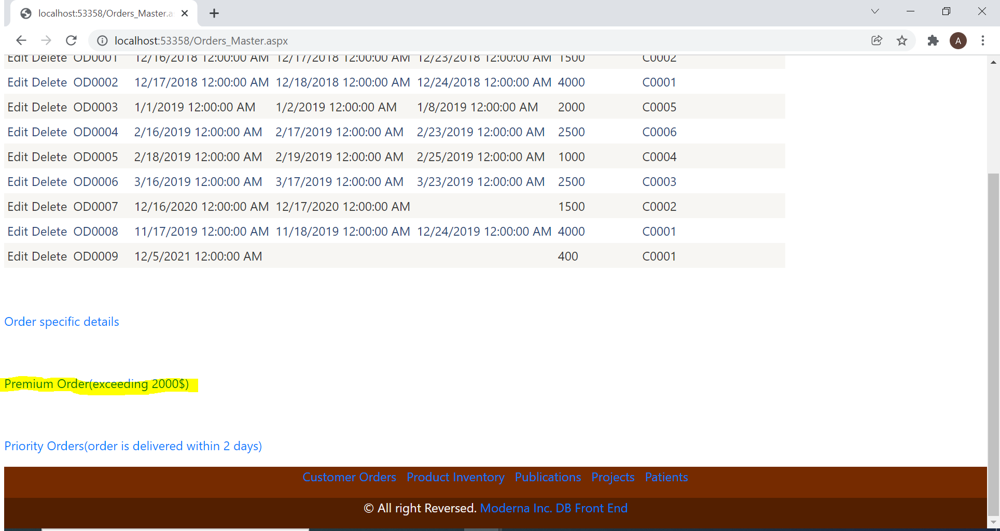 localhost:53358/Orders_Master.a
localhost:53358/Orders_Master.aspx
A
Edit Delete OD0001 12/16/2018 12:00:00 AM 12/17/2018 12:00:00 AM 12/23/2018 12:00:00 AM 1500 C0002
Edit Delete OD0002 12/17/2018 12:00:00 AM 12/18/2018 12:00:00 AM 12/24/2018 12:00:00 AM 4000 C0001
Edit Delete OD0003 1/1/2019 12:00:00 AM 1/2/2019 12:00:00 AM 1/8/2019 12:00:00 AM 2000 C0005
Edit Delete OD0004 2/16/2019 12:00:00 AM 2/17/2019 12:00:00 AM 2/23/2019 12:00:00 AM 2500 C0006
Edit Delete OD0005 2/18/2019 12:00:00 AM 2/19/2019 12:00:00 AM 2/25/2019 12:00:00 AM 1000 C0004
Edit Delete OD0006 3/16/2019 12:00:00 AM 3/17/2019 12:00:00 AM 3/23/2019 12:00:00 AM 2500 C0003
Edit Delete OD0007 12/16/2020 12:00:00 AM 12/17/2020 12:00:00 AM 1500 C0002
Edit Delete OD0008 11/17/2019 12:00:00 AM 11/18/2019 12:00:00 AM 12/24/2019 12:00:00 AM 4000 C0001
Edit Delete OD0009 12/5/2021 12:00:00 AM 400 C0001
Order specific details
Premium Order(exceeding 2000$)
Priority Orders(order is delivered within 2 days)
Customer Orders Product Inventory Publications Projects Patients
© All right Reversed. Moderna Inc. DB Front End